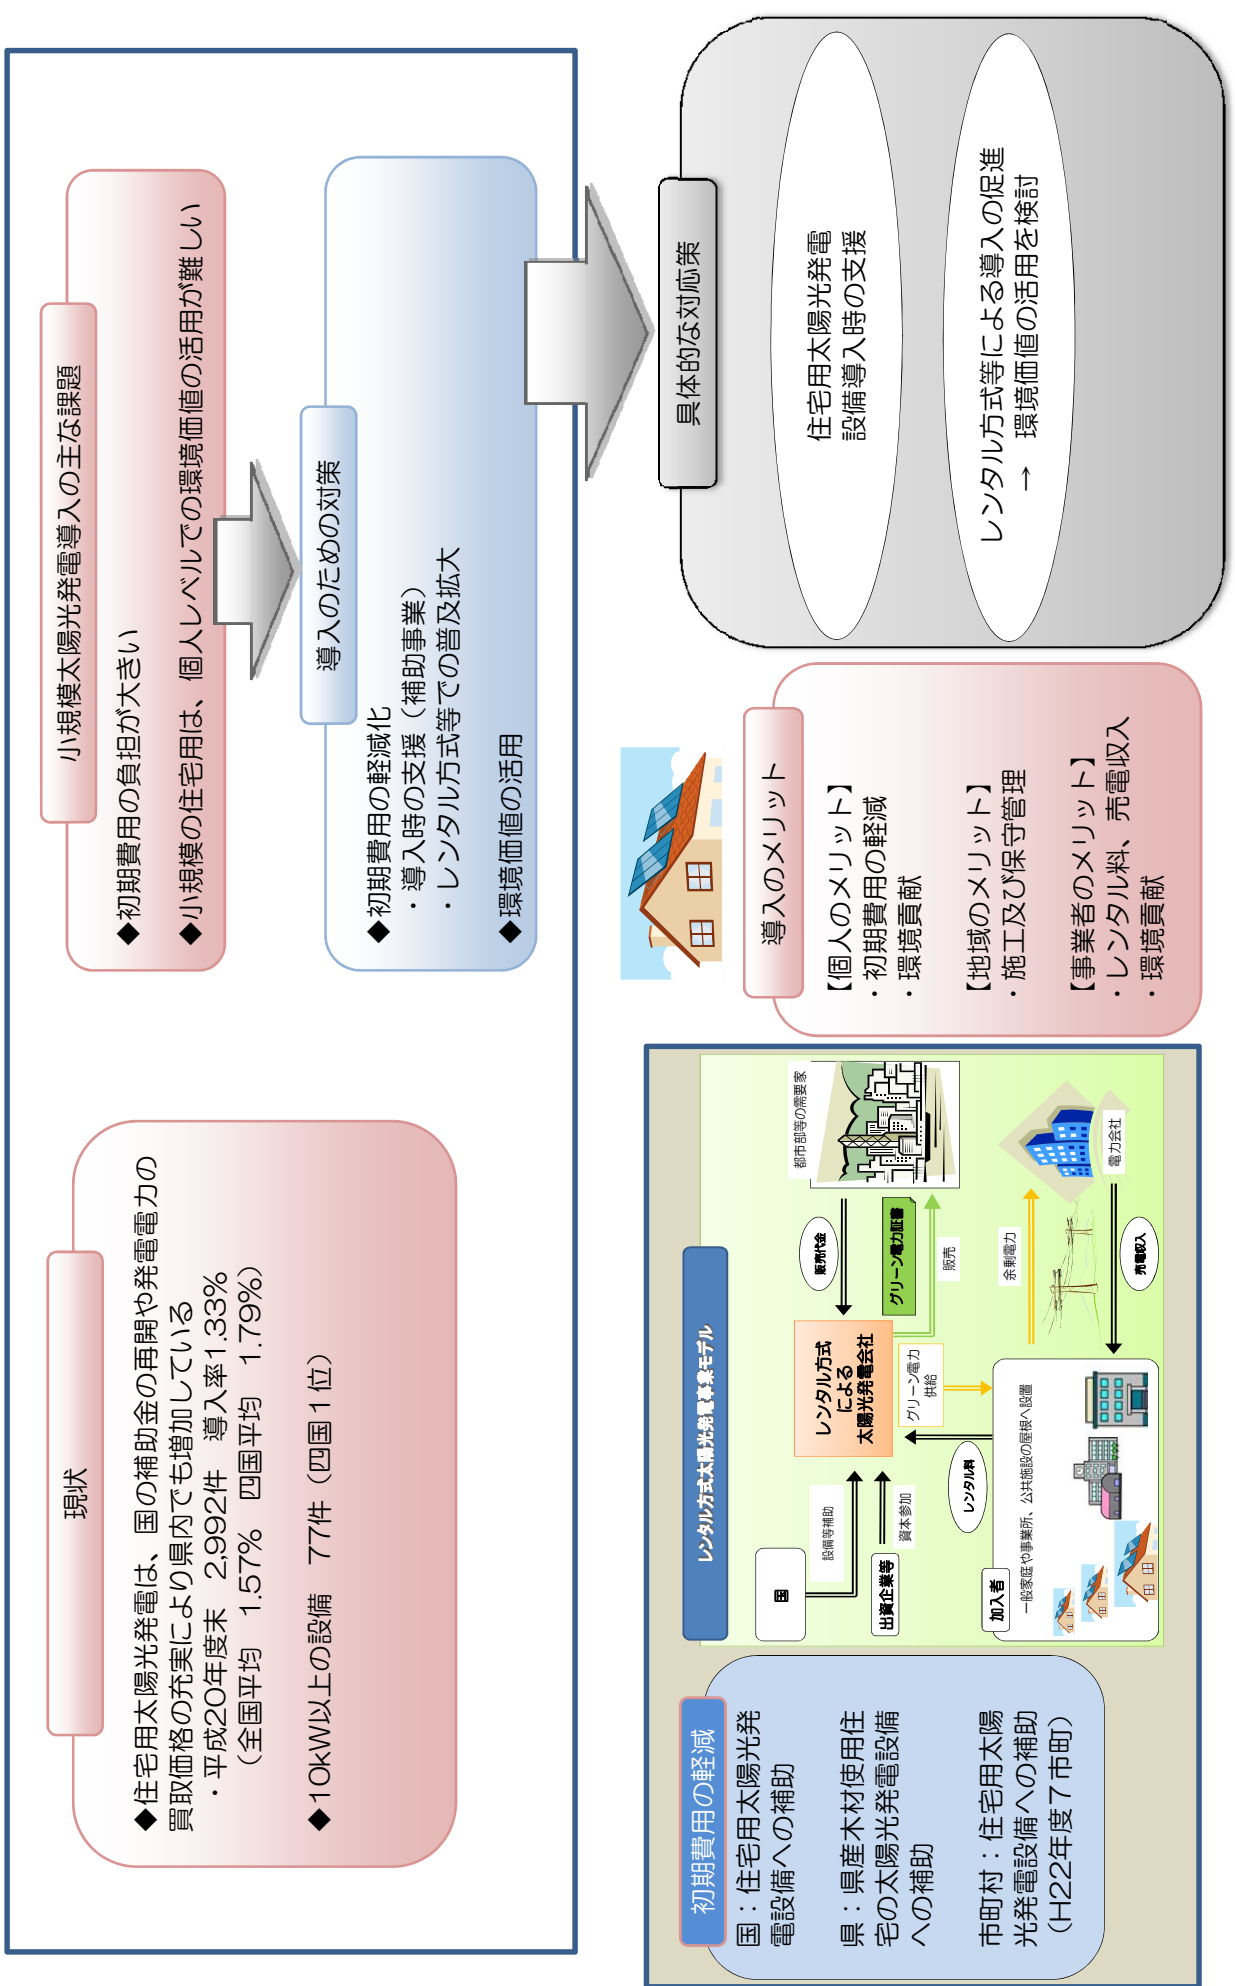 現状
◆住宅用太陽光発電は、国の補助金の再開や発電電力の
買取価格の充実により県内でも増加している
・平成20年度末　2,992件　導入率1.33%
（全国平均　1.57%　四国平均　1.79%）
◆10kW以上の設備　77件（四国1位）
小規模太陽光発電導入の主な課題
◆初期費用の負担が大きい
◆小規模の住宅用は、個人レベルでの環境価値の活用が難しい
導入のための対策
◆初期費用の軽減化
・導入時の支援（補助事業）
・レンタル方式等での普及拡大
◆環境価値の活用
初期費用の軽減
国：住宅用太陽光発
電設備への補助
県：県産木材使用住
宅の太陽光発電設備
への補助
市町村：住宅用太陽
光発電設備への補助
（H22年度7市町）
レンタル方式太陽光発電事業モデル
国
設備等補助
出資企業等
資本参加
レンタル方式
による
太陽光発電会社
販売代金
都市部等の需要家
グリーン電力証書
販売
グリーン電力
供給
レンタル料
加入者
一般家庭や事業所、公共施設の屋根へ設置
余剰電力
電力会社
売電収入
導入のメリット
【個人のメリット】
・初期費用の軽減
・環境貢献
【地域のメリット】
・施工及び保守管理
【事業者のメリット】
・レンタル料、売電収入
・環境貢献
具体的な対応策
住宅用太陽光発電
設備導入時の支援
レンタル方式等による導入の促進
→　環境価値の活用を検討